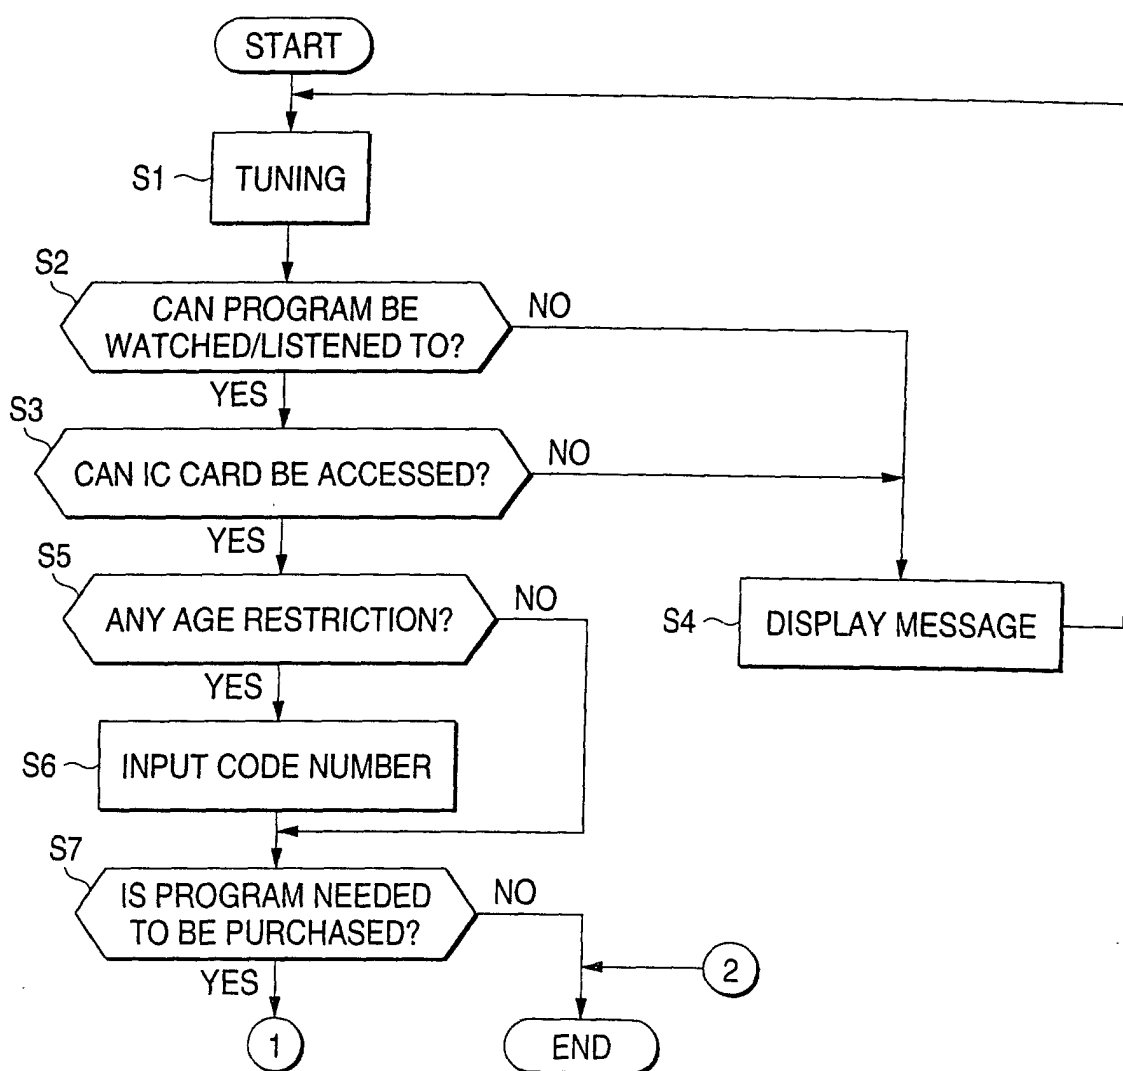 START
S1
TUNING
S2
CAN PROGRAM BE
WATCHED/LISTENED TO?
NO
YES
S3
CAN IC CARD BE ACCESSED?
NO
YES
S4
DISPLAY MESSAGE
S5
ANY AGE RESTRICTION?
NO
YES
S6
INPUT CODE NUMBER
S7
IS PROGRAM NEEDED
TO BE PURCHASED?
NO
YES
2
1
END